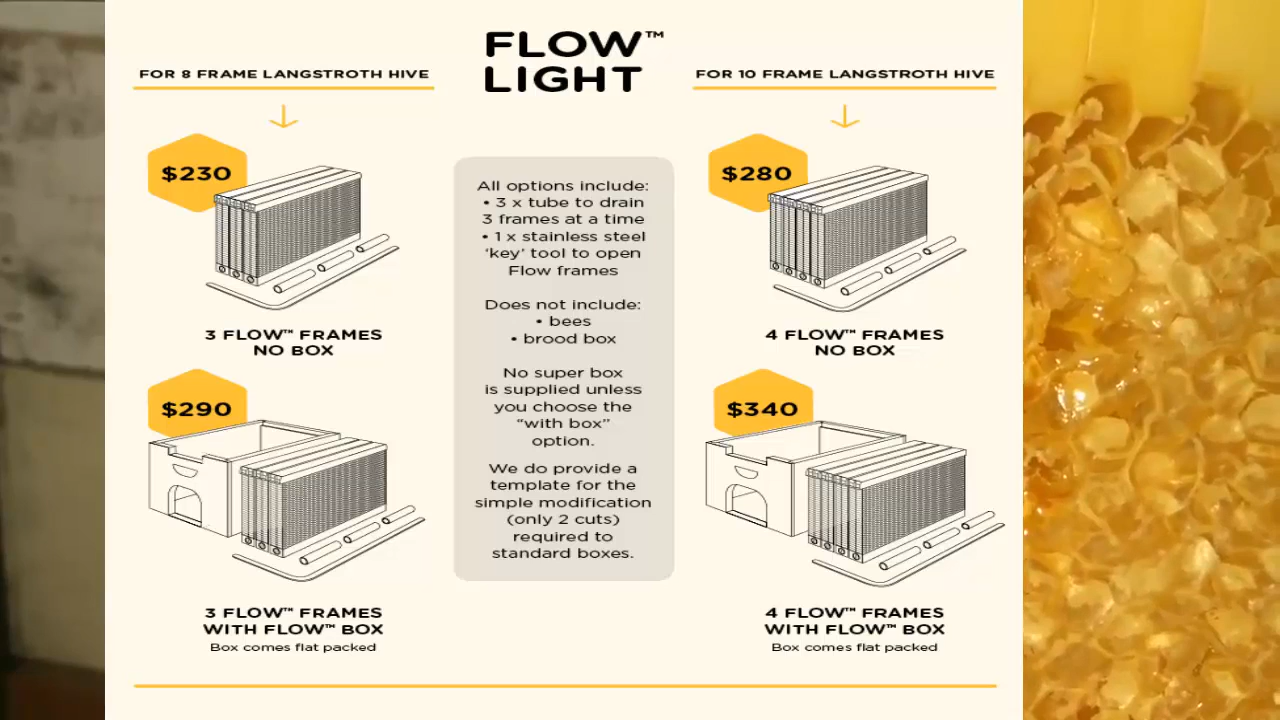 FLOW™
LIGHT
FOR 8 FRAME LANGSTROTH HIVE
$230
3 FLOW™ FRAMES
NO BOX
$290
3 FLOW™ FRAMES
WITH FLOW™ BOX
Box comes flat packed
All options include:
• 3 x tube to drain
3 frames at a time
• 1 x stainless steel
‘key’ tool to open
Flow frames
Does not include:
• bees
• brood box
No super box
is supplied unless
you choose the
“with box”
option.
We do provide a
template for the
simple modification
(only 2 cuts)
required to
standard boxes.
FOR 10 FRAME LANGSTROTH HIVE
$280
4 FLOW™ FRAMES
NO BOX
$340
4 FLOW™ FRAMES
WITH FLOW™ BOX
Box comes flat packed